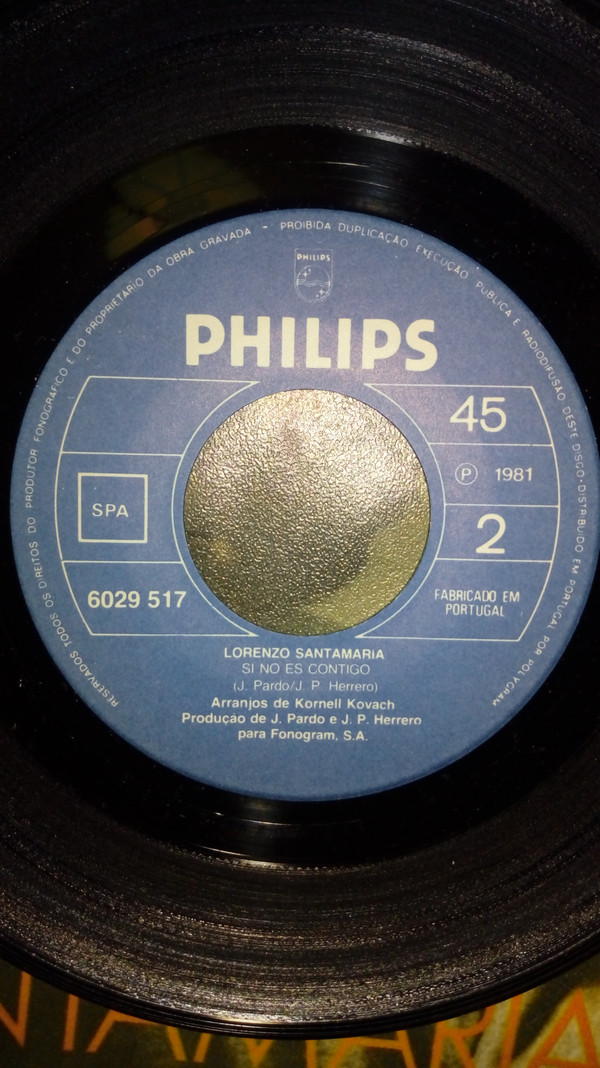 RESERVADOS TODOS OS DIREITOS DO PRODUTOR FONOGRÁFICO E DO PROPRIETÁRIO DA OBRA GRAVADA - PROIBIDA DUPLICAÇÃO EXECUÇÃO PÚBLICA E RADIODIFUSÃO DESTE DISCO-DISTRIBUÍDO EM PORTUGAL POR POLYGRAM
PHILIPS
PHILIPS
45
℗ 1981
SPA
2
6029 517
FABRICADO EM
PORTUGAL
LORENZO SANTAMARIA
SI NO ES CONTIGO
(J. Pardo/J. P. Herrero)
Arranjos de Kornell Kovach
Produção de J. Pardo e J. P. Herrero
para Fonogram, S.A.
NTAMARIA